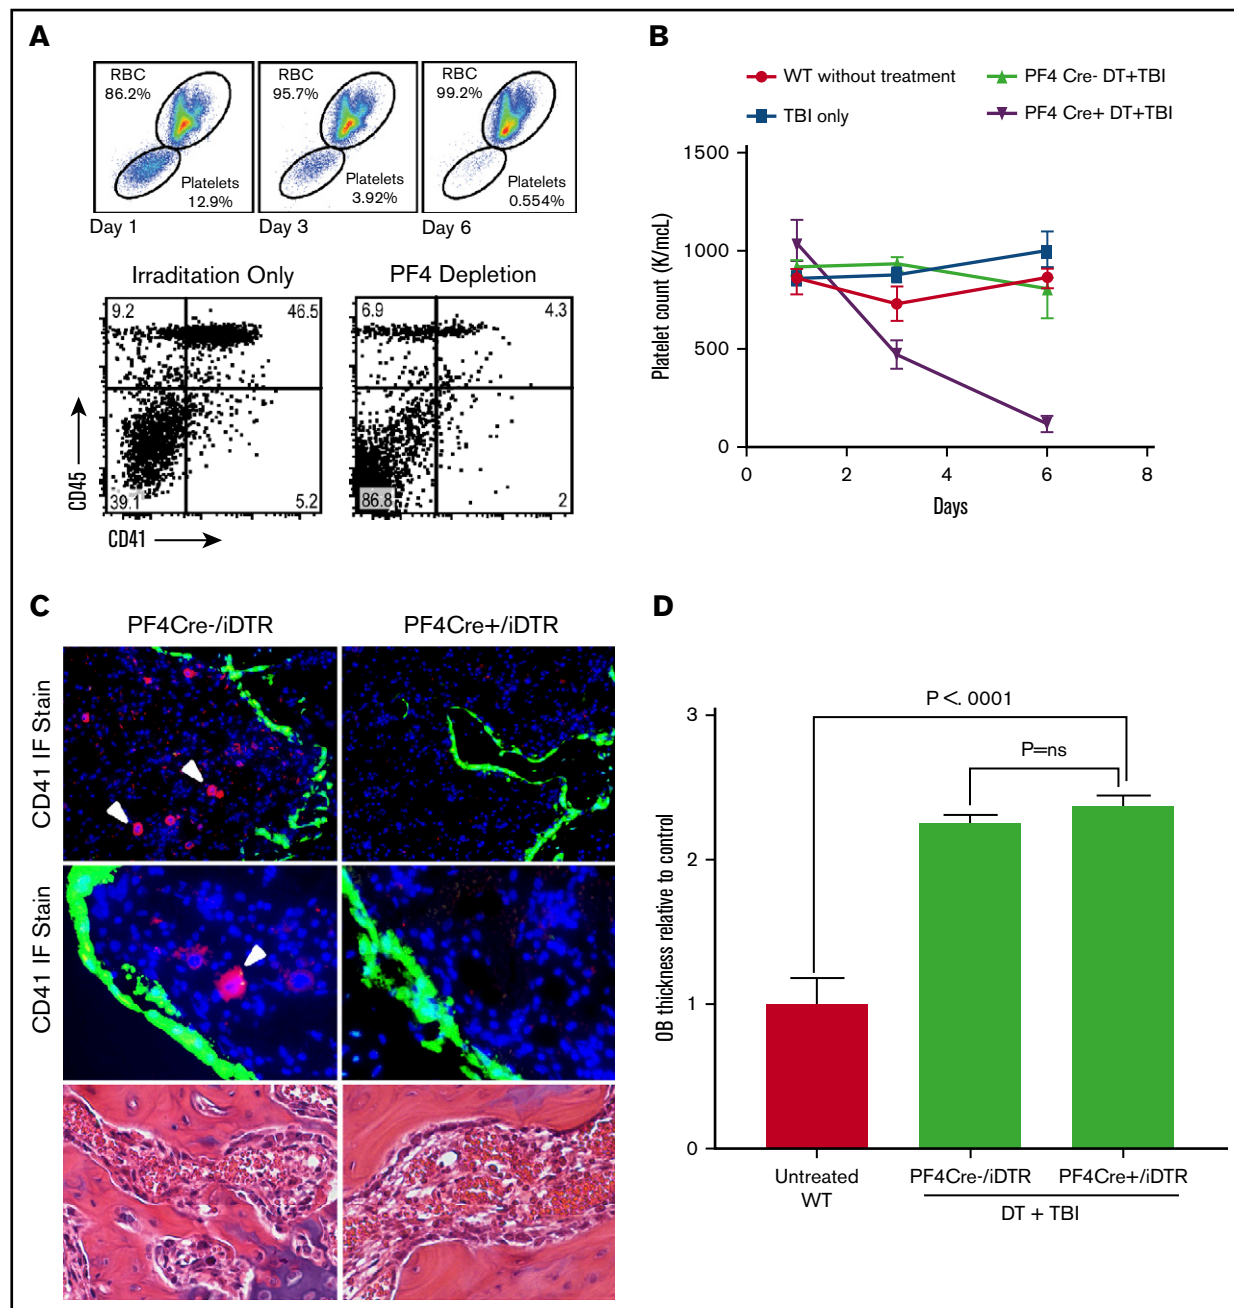 A
RBC
86.2%
Platelets
12.9%
Day 1
RBC
95.7%
Platelets
3.92%
Day 3
RBC
99.2%
Platelets
0.554%
Day 6
Irraditation Only
9.2
46.5
39.1
5.2
PF4 Depletion
6.9
4.3
86.8
2
CD45
CD41
B
WT without treatment
TBI only
PF4 Cre- DT+TBI
PF4 Cre+ DT+TBI
Platelet count (K/mcL)
1500
1000
500
0
0 2 4 6 8
Days
C
PF4Cre-/iDTR
PF4Cre+/iDTR
CD41 IF Stain
CD41 IF Stain
D
P<.0001
P=ns
OB thickness relative to control
3
2
1
0
Untreated
WT
PF4Cre-/iDTR
PF4Cre+/iDTR
DT + TBI